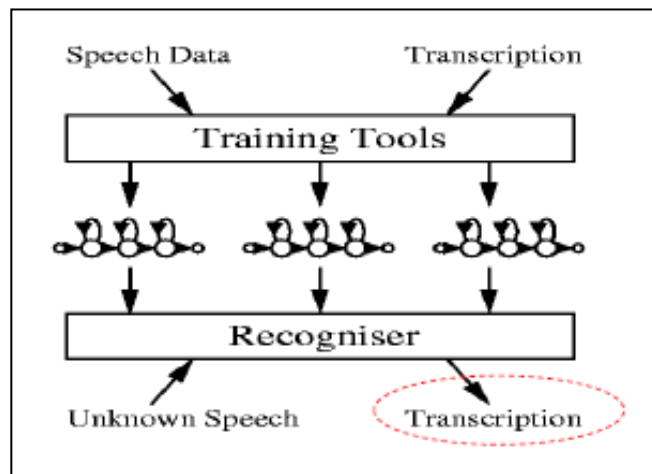 Speech Data
Transcription
Training Tools
Recogniser
Unknown Speech
Transcription